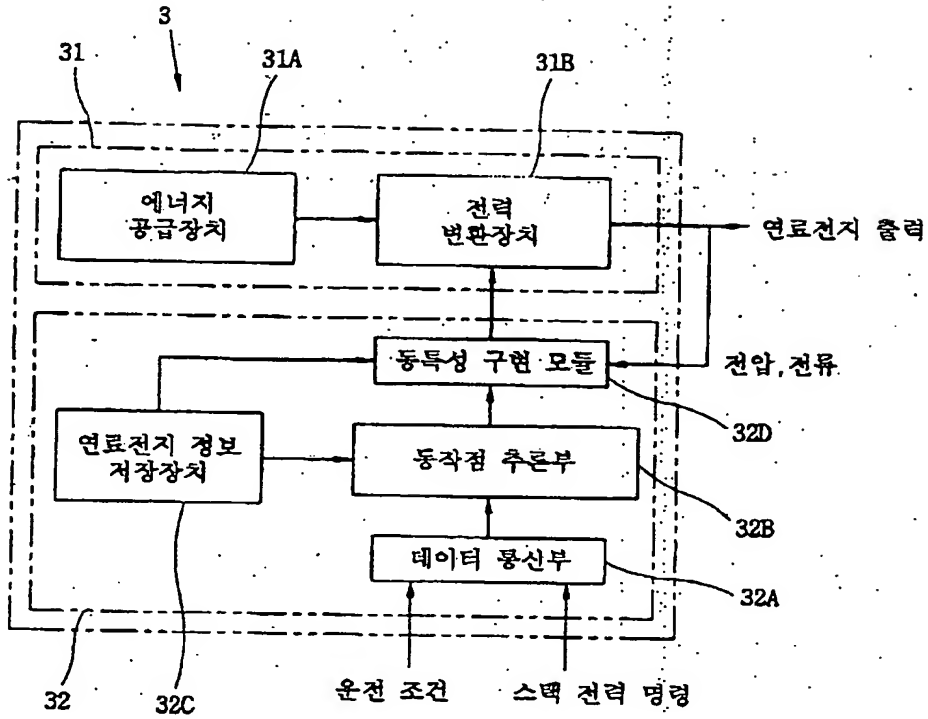 3
31
31A
31B
에너지
공급장치
전력
변환장치
연료전지 출력
동특성 구현 모듈
전압,전류
32D
연료전지 정보
저장장치
동작점 추론부
32B
데이터 통신부
32A
32
32C
운전 조건
스택 전력 명령